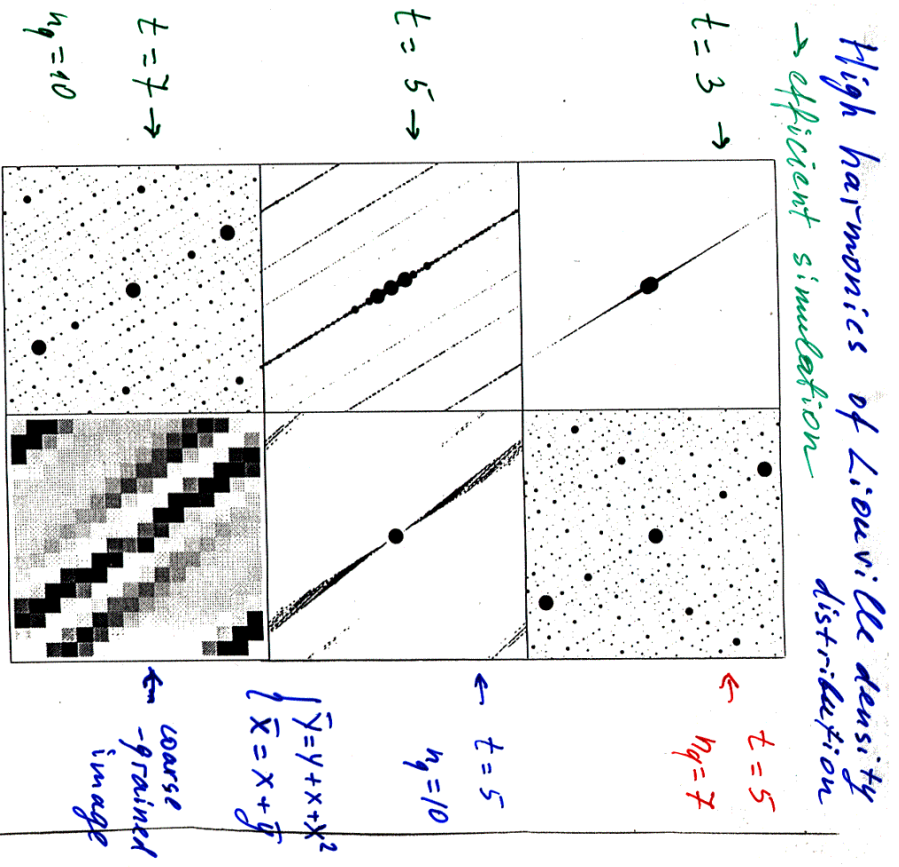 High harmonics of Liouville density
distribution
→ efficient simulation
t = 3 →
t = 5 →
t = 7 →
n_q = 10
← t = 5
n_q = 7
← t = 5
n_q = 10
{ ȳ = y + x + x²
x̄ = x + ȳ
← coarse
-grained
image